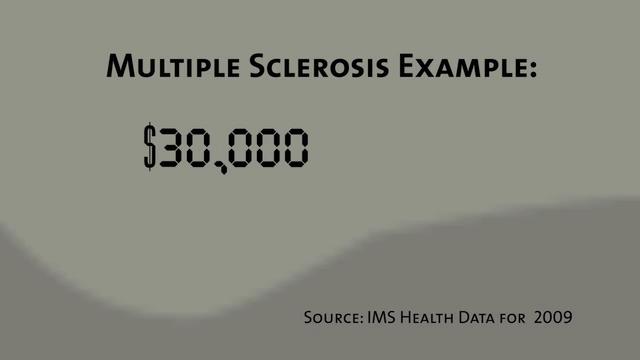 Multiple Sclerosis Example:
$30,000
Source: IMS Health Data for 2009